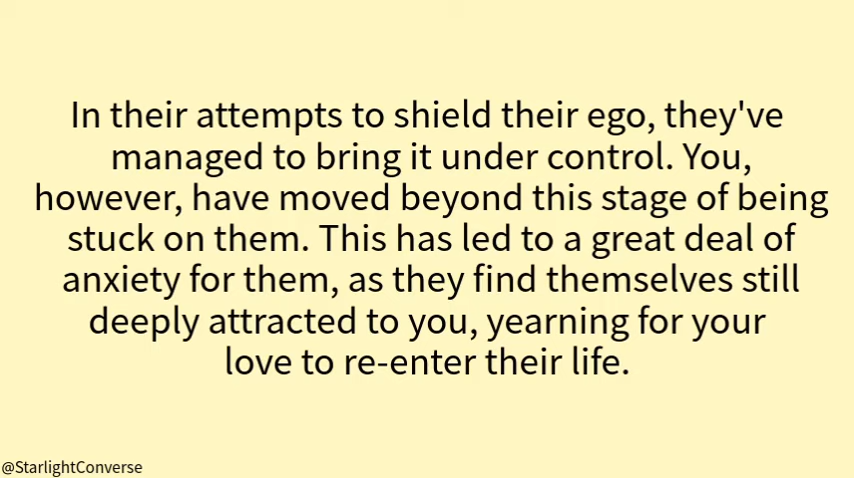 In their attempts to shield their ego, they've
managed to bring it under control. You,
however, have moved beyond this stage of being
stuck on them. This has led to a great deal of
anxiety for them, as they find themselves still
deeply attracted to you, yearning for your
love to re-enter their life.
@StarlightConverse